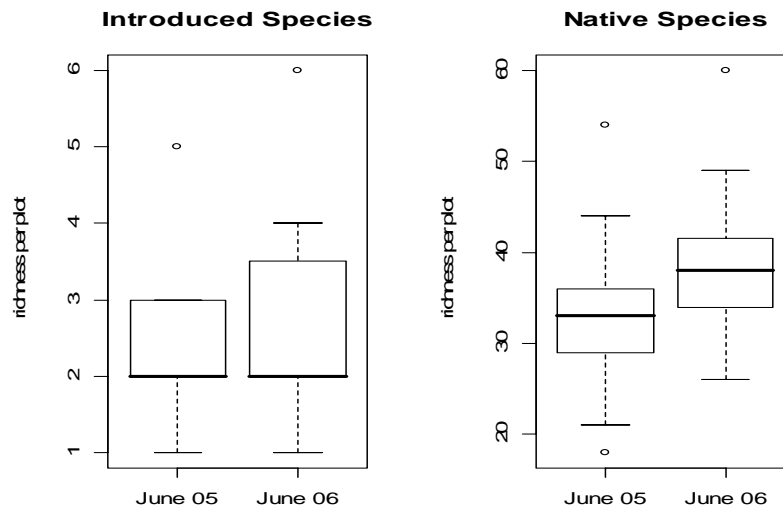 Introduced Species
richness per plot
6
5
4
3
2
1
June 05 June 06
Native Species
richness per plot
60
50
40
30
20
June 05 June 06